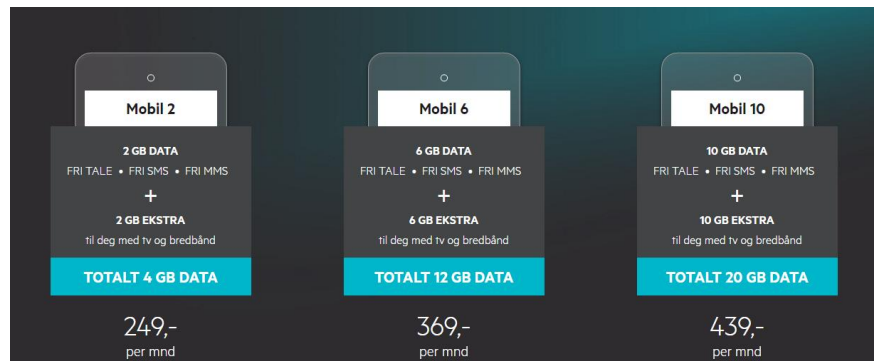 Mobil 2
2 GB DATA
FRI TALE • FRI SMS • FRI MMS
+
2 GB EKSTRA
til deg med tv og bredbånd
TOTALT 4 GB DATA
249,-
per mnd
Mobil 6
6 GB DATA
FRI TALE • FRI SMS • FRI MMS
+
6 GB EKSTRA
til deg med tv og bredbånd
TOTALT 12 GB DATA
369,-
per mnd
Mobil 10
10 GB DATA
FRI TALE • FRI SMS • FRI MMS
+
10 GB EKSTRA
til deg med tv og bredbånd
TOTALT 20 GB DATA
439,-
per mnd